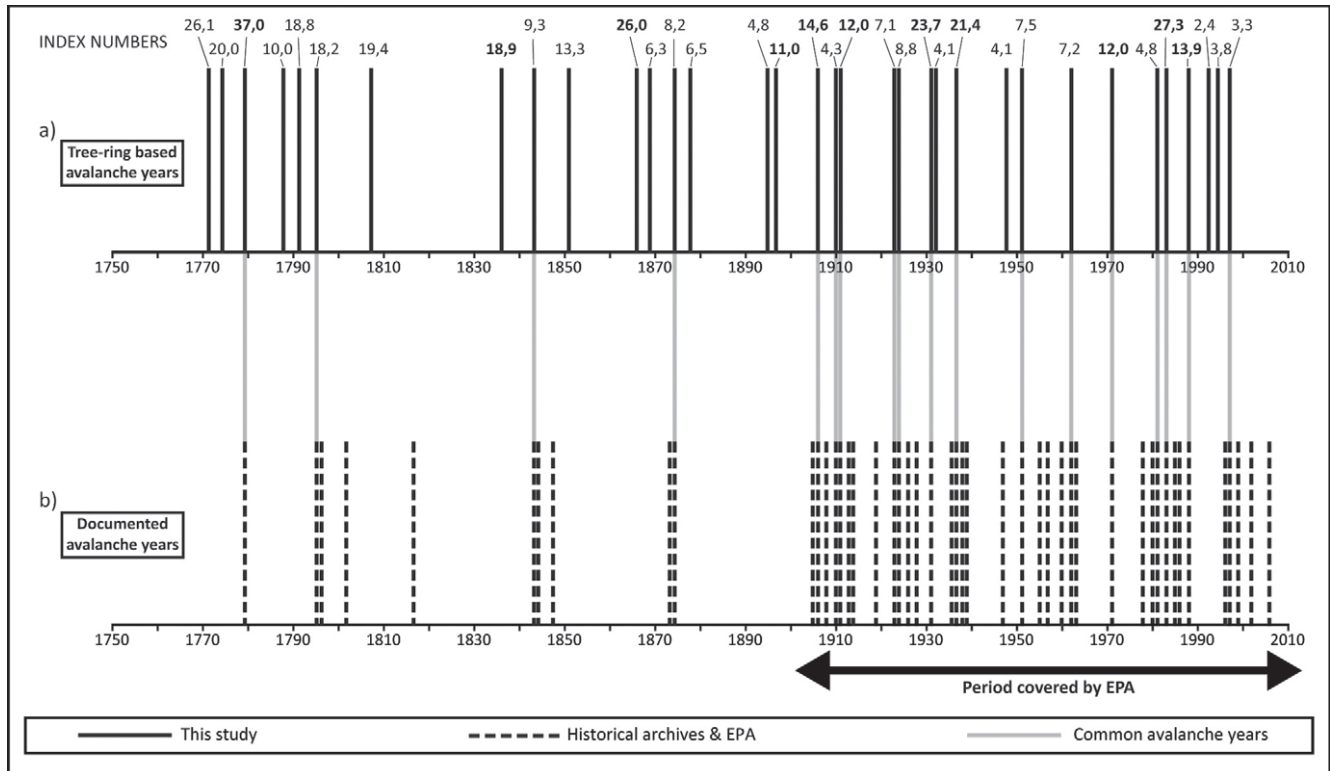 26,1 37,0 18,8 9,3 26,0 8,2 4,8 14,6 12,0 7,1 23,7 21,4 7,5 27,3 2,4 3,3
INDEX NUMBERS
20,0 10,0 18,2 19,4 18,9 13,3 6,3 6,5 11,0 4,3 8,8 4,1 4,1 7,2 12,0 4,8 13,9 3,8
a)
Tree-ring based
avalanche years
1750 1770 1790 1810 1830 1850 1870 1890 1910 1930 1950 1970 1990 2010
b)
Documented
avalanche years
1750 1770 1790 1810 1830 1850 1870 1890 1910 1930 1950 1970 1990 2010
Period covered by EPA
This study Historical archives & EPA Common avalanche years